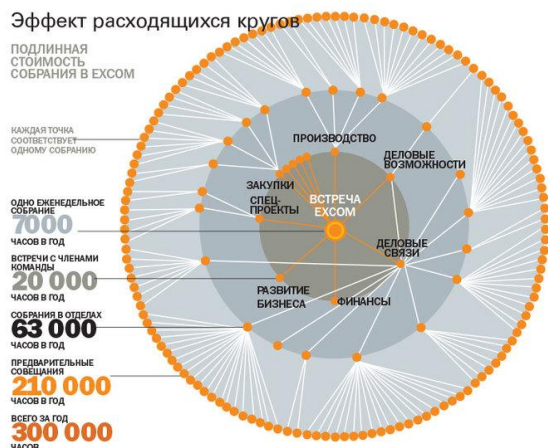 Эффект расходящихся кругов
ПОДЛИННАЯ
СТОИМОСТЬ
СОБРАНИЯ В EXCOM
КАЖДАЯ ТОЧКА
СООТВЕТСТВУЕТ
ОДНОМУ СОБРАНИЮ
ПРОИЗВОДСТВО
ДЕЛОВЫЕ
ВОЗМОЖНОСТИ
ЗАКУПКИ
СПЕЦ-
ПРОЕКТЫ
ВСТРЕЧА
EXCOM
ДЕЛОВЫЕ
СВЯЗИ
РАЗВИТИЕ
БИЗНЕСА
ФИНАНСЫ
ОДНО ЕЖЕНЕДЕЛЬНОЕ
СОБРАНИЕ
7000
ЧАСОВ В ГОД
ВСТРЕЧИ С ЧЛЕНАМИ
КОМАНДЫ
20 000
ЧАСОВ В ГОД
СОБРАНИЯ В ОТДЕЛАХ
63 000
ЧАСОВ В ГОД
ПРЕДВАРИТЕЛЬНЫЕ
СОВЕЩАНИЯ
210 000
ЧАСОВ В ГОД
ВСЕГО ЗА ГОД
300 000
ЧАСОВ